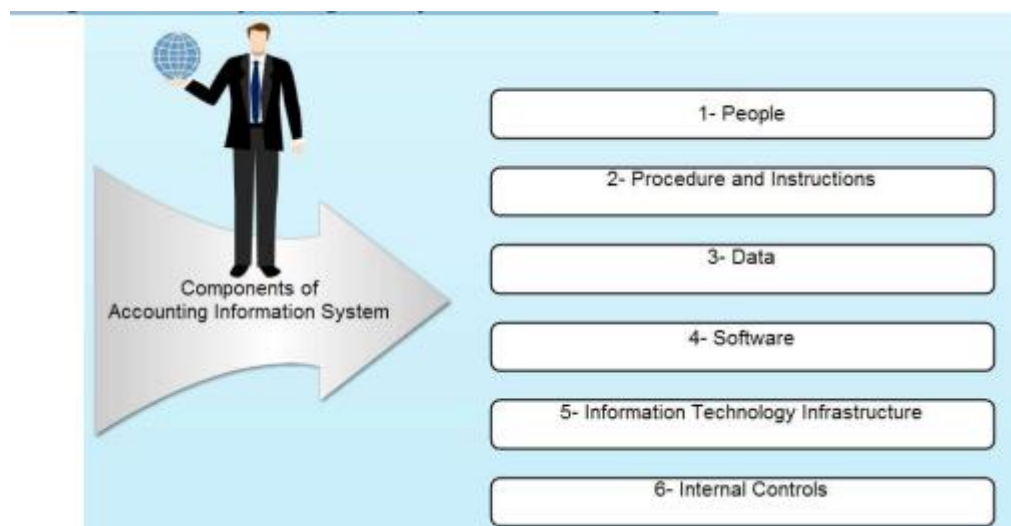 1- People
2- Procedure and Instructions
3- Data
Components of
Accounting Information System
4- Software
5- Information Technology Infrastructure
6- Internal Controls